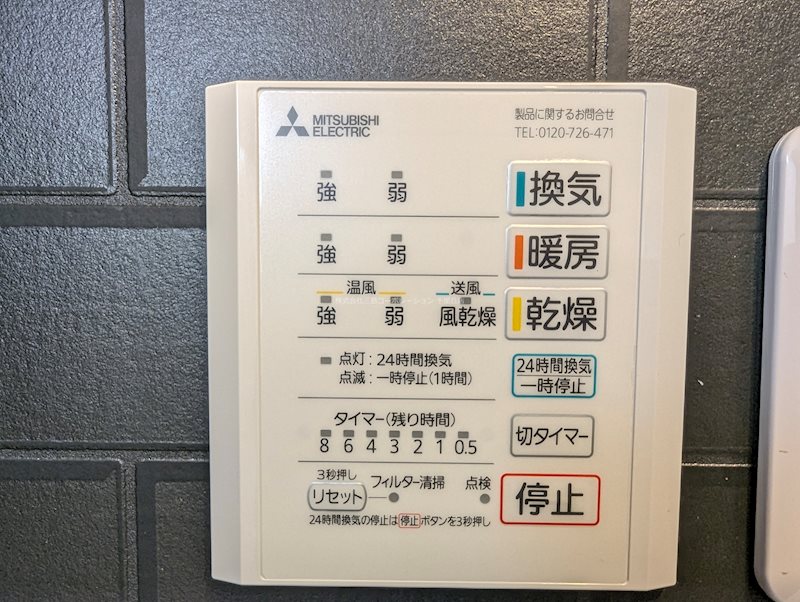 MITSUBISHI
ELECTRIC
製品に関するお問合せ
TEL:0120-726-471
強 弱 換気
強 弱 暖房
温風 送風
強 弱 風乾燥 乾燥
点灯:24時間換気
点滅:一時停止(1時間)
24時間換気
一時停止
タイマー(残り時間)
8 6 4 3 2 1 0.5
切タイマー
3秒押し
リセット フィルター清掃 点検
停止
24時間換気の停止は停止ボタンを3秒押し